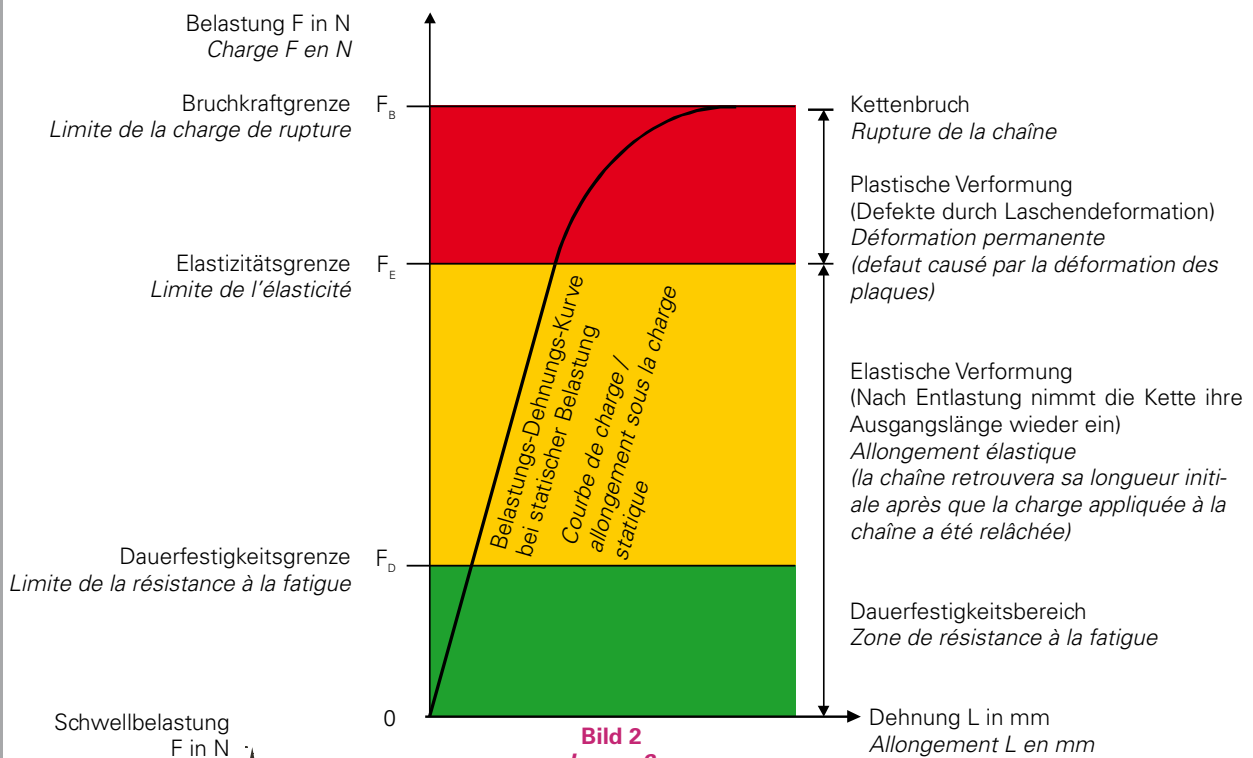 Belastung F in N
Charge F en N
Bruchkraftgrenze
Limite de la charge de rupture
F_B
Kettenbruch
Rupture de la chaîne
Plastische Verformung
(Defekte durch Laschendeformation)
Déformation permanente
(defaut causé par la déformation des
plaques)
Elastizitätsgrenze
Limite de l'élasticité
F_E
Belastungs-Dehnungs-Kurve
bei statischer Belastung
Courbe de charge /
allongement sous la charge
statique
Elastische Verformung
(Nach Entlastung nimmt die Kette ihre
Ausgangslänge wieder ein)
Allongement élastique
(la chaîne retrouvera sa longueur initi-
ale après que la charge appliquée à la
chaîne a été relâchée)
Dauerfestigkeitsgrenze
Limite de la résistance à la fatigue
F_D
Dauerfestigkeitsbereich
Zone de résistance à la fatigue
0
Dehnung L in mm
Allongement L en mm
Bild 2
Schwellbelastung
F in N